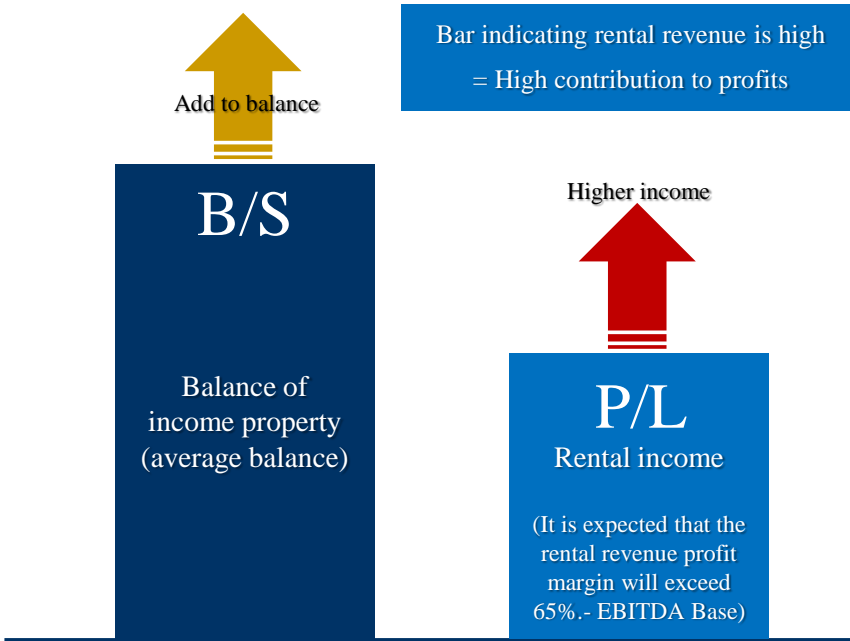 Bar indicating rental revenue is high
= High contribution to profits
Add to balance
B/S
Balance of
income property
(average balance)
Higher income
P/L
Rental income
(It is expected that the
rental revenue profit
margin will exceed
65%.- EBITDA Base)